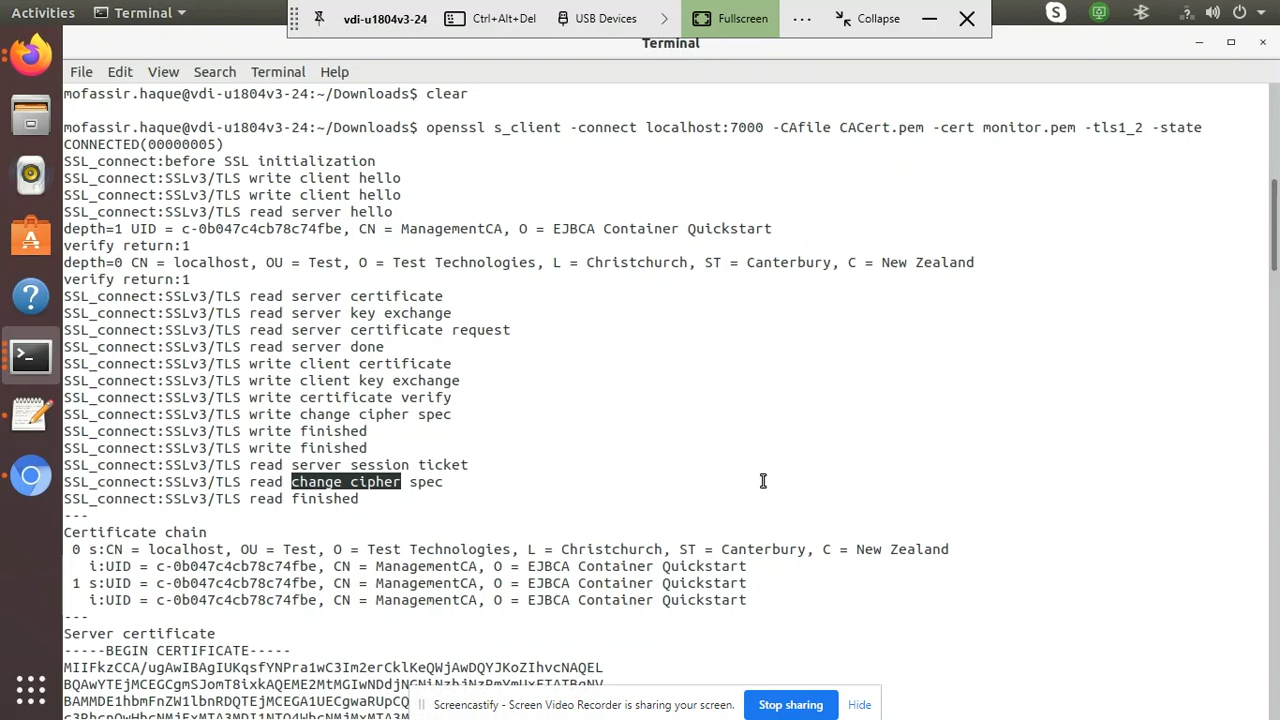 Activities Terminal
vdi-u1804v3-24 Ctrl+Alt+Del USB Devices Fullscreen Collapse
Terminal
File Edit View Search Terminal Help
mofassir.haque@vdi-u1804v3-24:~/Downloads$ clear
mofassir.haque@vdi-u1804v3-24:~/Downloads$ openssl s_client -connect localhost:7000 -CAfile CACert.pem -cert monitor.pem -tls1_2 -state
CONNECTED(00000005)
SSL_connect:before SSL initialization
SSL_connect:SSLv3/TLS write client hello
SSL_connect:SSLv3/TLS write client hello
SSL_connect:SSLv3/TLS read server hello
depth=1 UID = c-0b047c4cb78c74fbe, CN = ManagementCA, O = EJBCA Container Quickstart
verify return:1
depth=0 CN = localhost, OU = Test, O = Test Technologies, L = Christchurch, ST = Canterbury, C = New Zealand
verify return:1
SSL_connect:SSLv3/TLS read server certificate
SSL_connect:SSLv3/TLS read server key exchange
SSL_connect:SSLv3/TLS read server certificate request
SSL_connect:SSLv3/TLS read server done
SSL_connect:SSLv3/TLS write client certificate
SSL_connect:SSLv3/TLS write client key exchange
SSL_connect:SSLv3/TLS write certificate verify
SSL_connect:SSLv3/TLS write change cipher spec
SSL_connect:SSLv3/TLS write finished
SSL_connect:SSLv3/TLS write finished
SSL_connect:SSLv3/TLS read server session ticket
SSL_connect:SSLv3/TLS read change cipher spec
SSL_connect:SSLv3/TLS read finished
---
Certificate chain
0 s:CN = localhost, OU = Test, O = Test Technologies, L = Christchurch, ST = Canterbury, C = New Zealand
i:UID = c-0b047c4cb78c74fbe, CN = ManagementCA, O = EJBCA Container Quickstart
1 s:UID = c-0b047c4cb78c74fbe, CN = ManagementCA, O = EJBCA Container Quickstart
i:UID = c-0b047c4cb78c74fbe, CN = ManagementCA, O = EJBCA Container Quickstart
---
Server certificate
-----BEGIN CERTIFICATE-----
MIIFkzCCA/ugAwIBAgIUKqsfYNPra1wC3Im2erCklKeQWjAwDQYJKoZIhvcNAQEL
Screencastify - Screen Video Recorder is sharing your screen. Stop sharing Hide